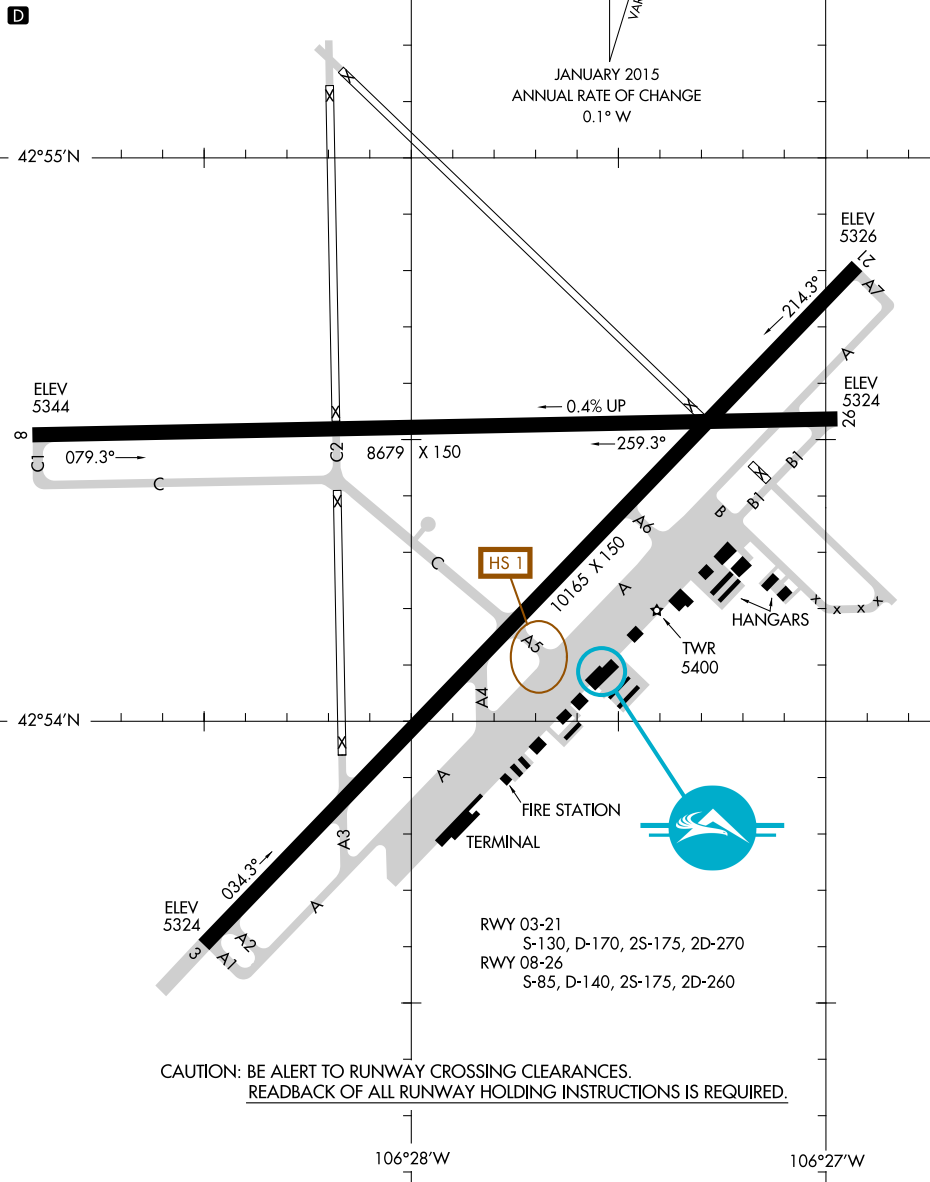 D
VAR
JANUARY 2015
ANNUAL RATE OF CHANGE
0.1° W
42°55'N
X
X
ELEV
5326
21
A7
214.3°
A
ELEV
5344
ELEV
5324
0.4% UP
X
X
8
26
C1
079.3°
C2
8679 X 150
259.3°
B1
X
C
B1
X
B
A6
HS 1
C
10165 X 150
A
X X X X
HANGARS
A5
TWR
5400
A4
42°54'N
X
A
FIRE STATION
TERMINAL
A3
034.3°
A
ELEV
5324
3
A2
A1
RWY 03-21
S-130, D-170, 2S-175, 2D-270
RWY 08-26
S-85, D-140, 2S-175, 2D-260
CAUTION: BE ALERT TO RUNWAY CROSSING CLEARANCES.
READBACK OF ALL RUNWAY HOLDING INSTRUCTIONS IS REQUIRED.
106°28'W
106°27'W